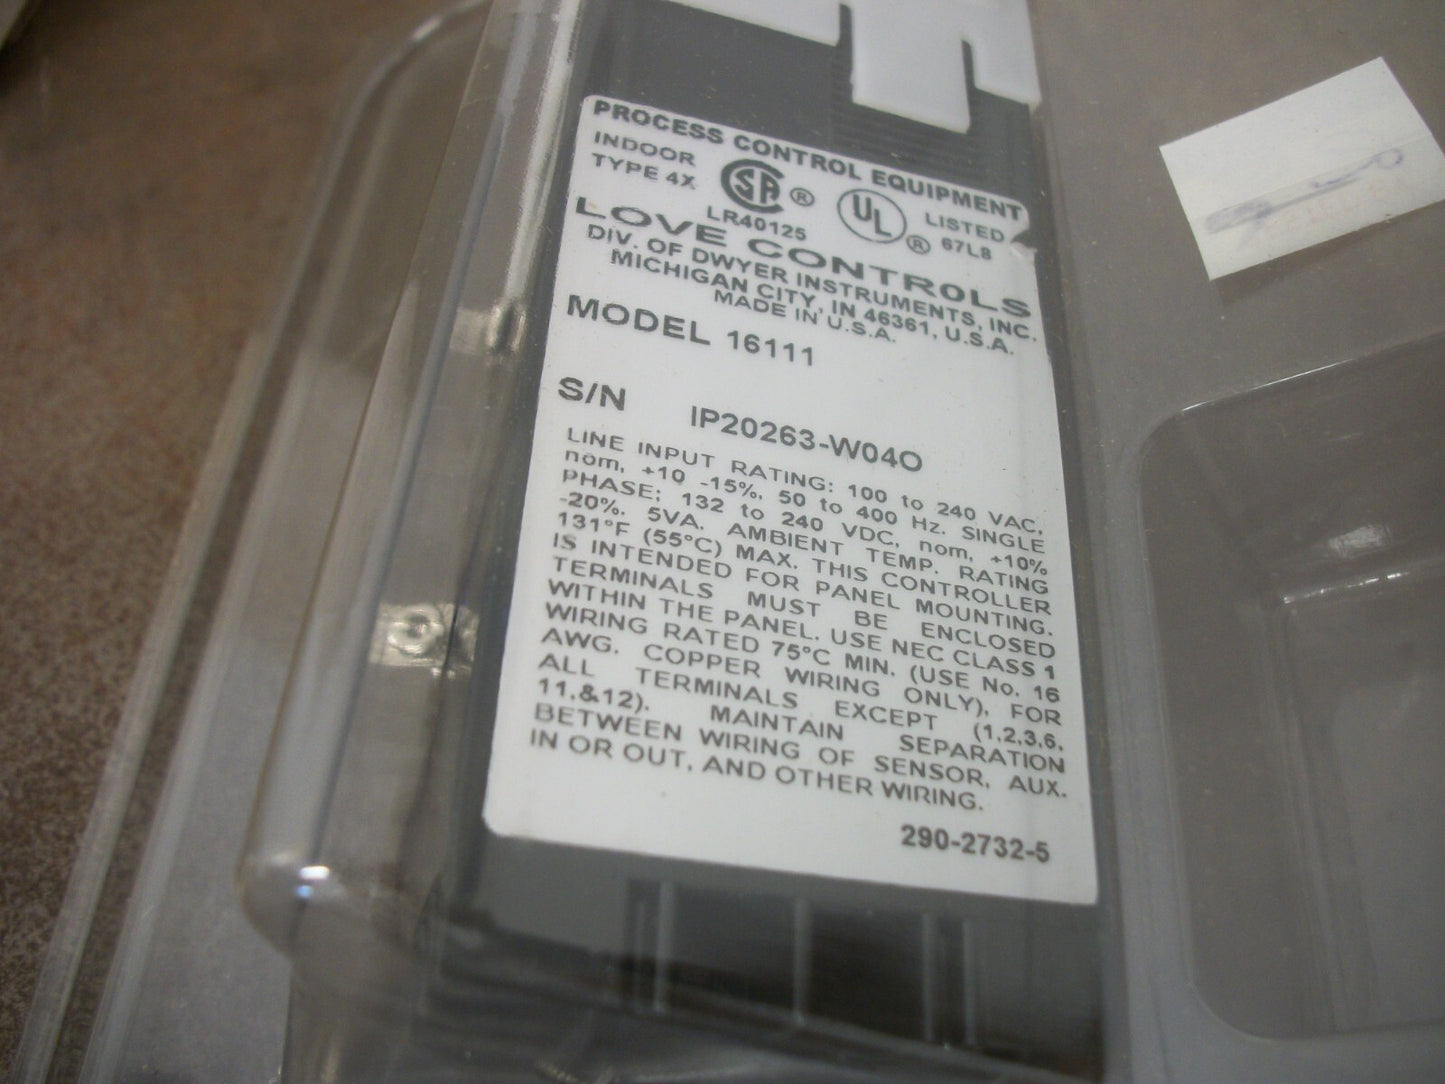 PROCESS CONTROL EQUIPMENT
INDOOR
TYPE 4X
SA ®
LR40125
UL ®
LISTED
67L8
LOVE CONTROLS
DIV. OF DWYER INSTRUMENTS, INC.
MICHIGAN CITY, IN 46361, U.S.A.
MADE IN U.S.A.
MODEL 16111
S/N IP20263-W04O
LINE INPUT RATING: 100 to 240 VAC,
nom, +10 -15%, 50 to 400 Hz. SINGLE
PHASE; 132 to 240 VDC, nom, +10%
-20%. 5VA. AMBIENT TEMP. RATING
131°F (55°C) MAX. THIS CONTROLLER
IS INTENDED FOR PANEL MOUNTING.
TERMINALS MUST BE ENCLOSED
WITHIN THE PANEL. USE NEC CLASS 1
WIRING RATED 75°C MIN. (USE No. 16
AWG. COPPER WIRING ONLY), FOR
ALL TERMINALS EXCEPT (1,2,3,6,
11,&12). MAINTAIN SEPARATION
BETWEEN WIRING OF SENSOR, AUX.
IN OR OUT, AND OTHER WIRING.
290-2732-5